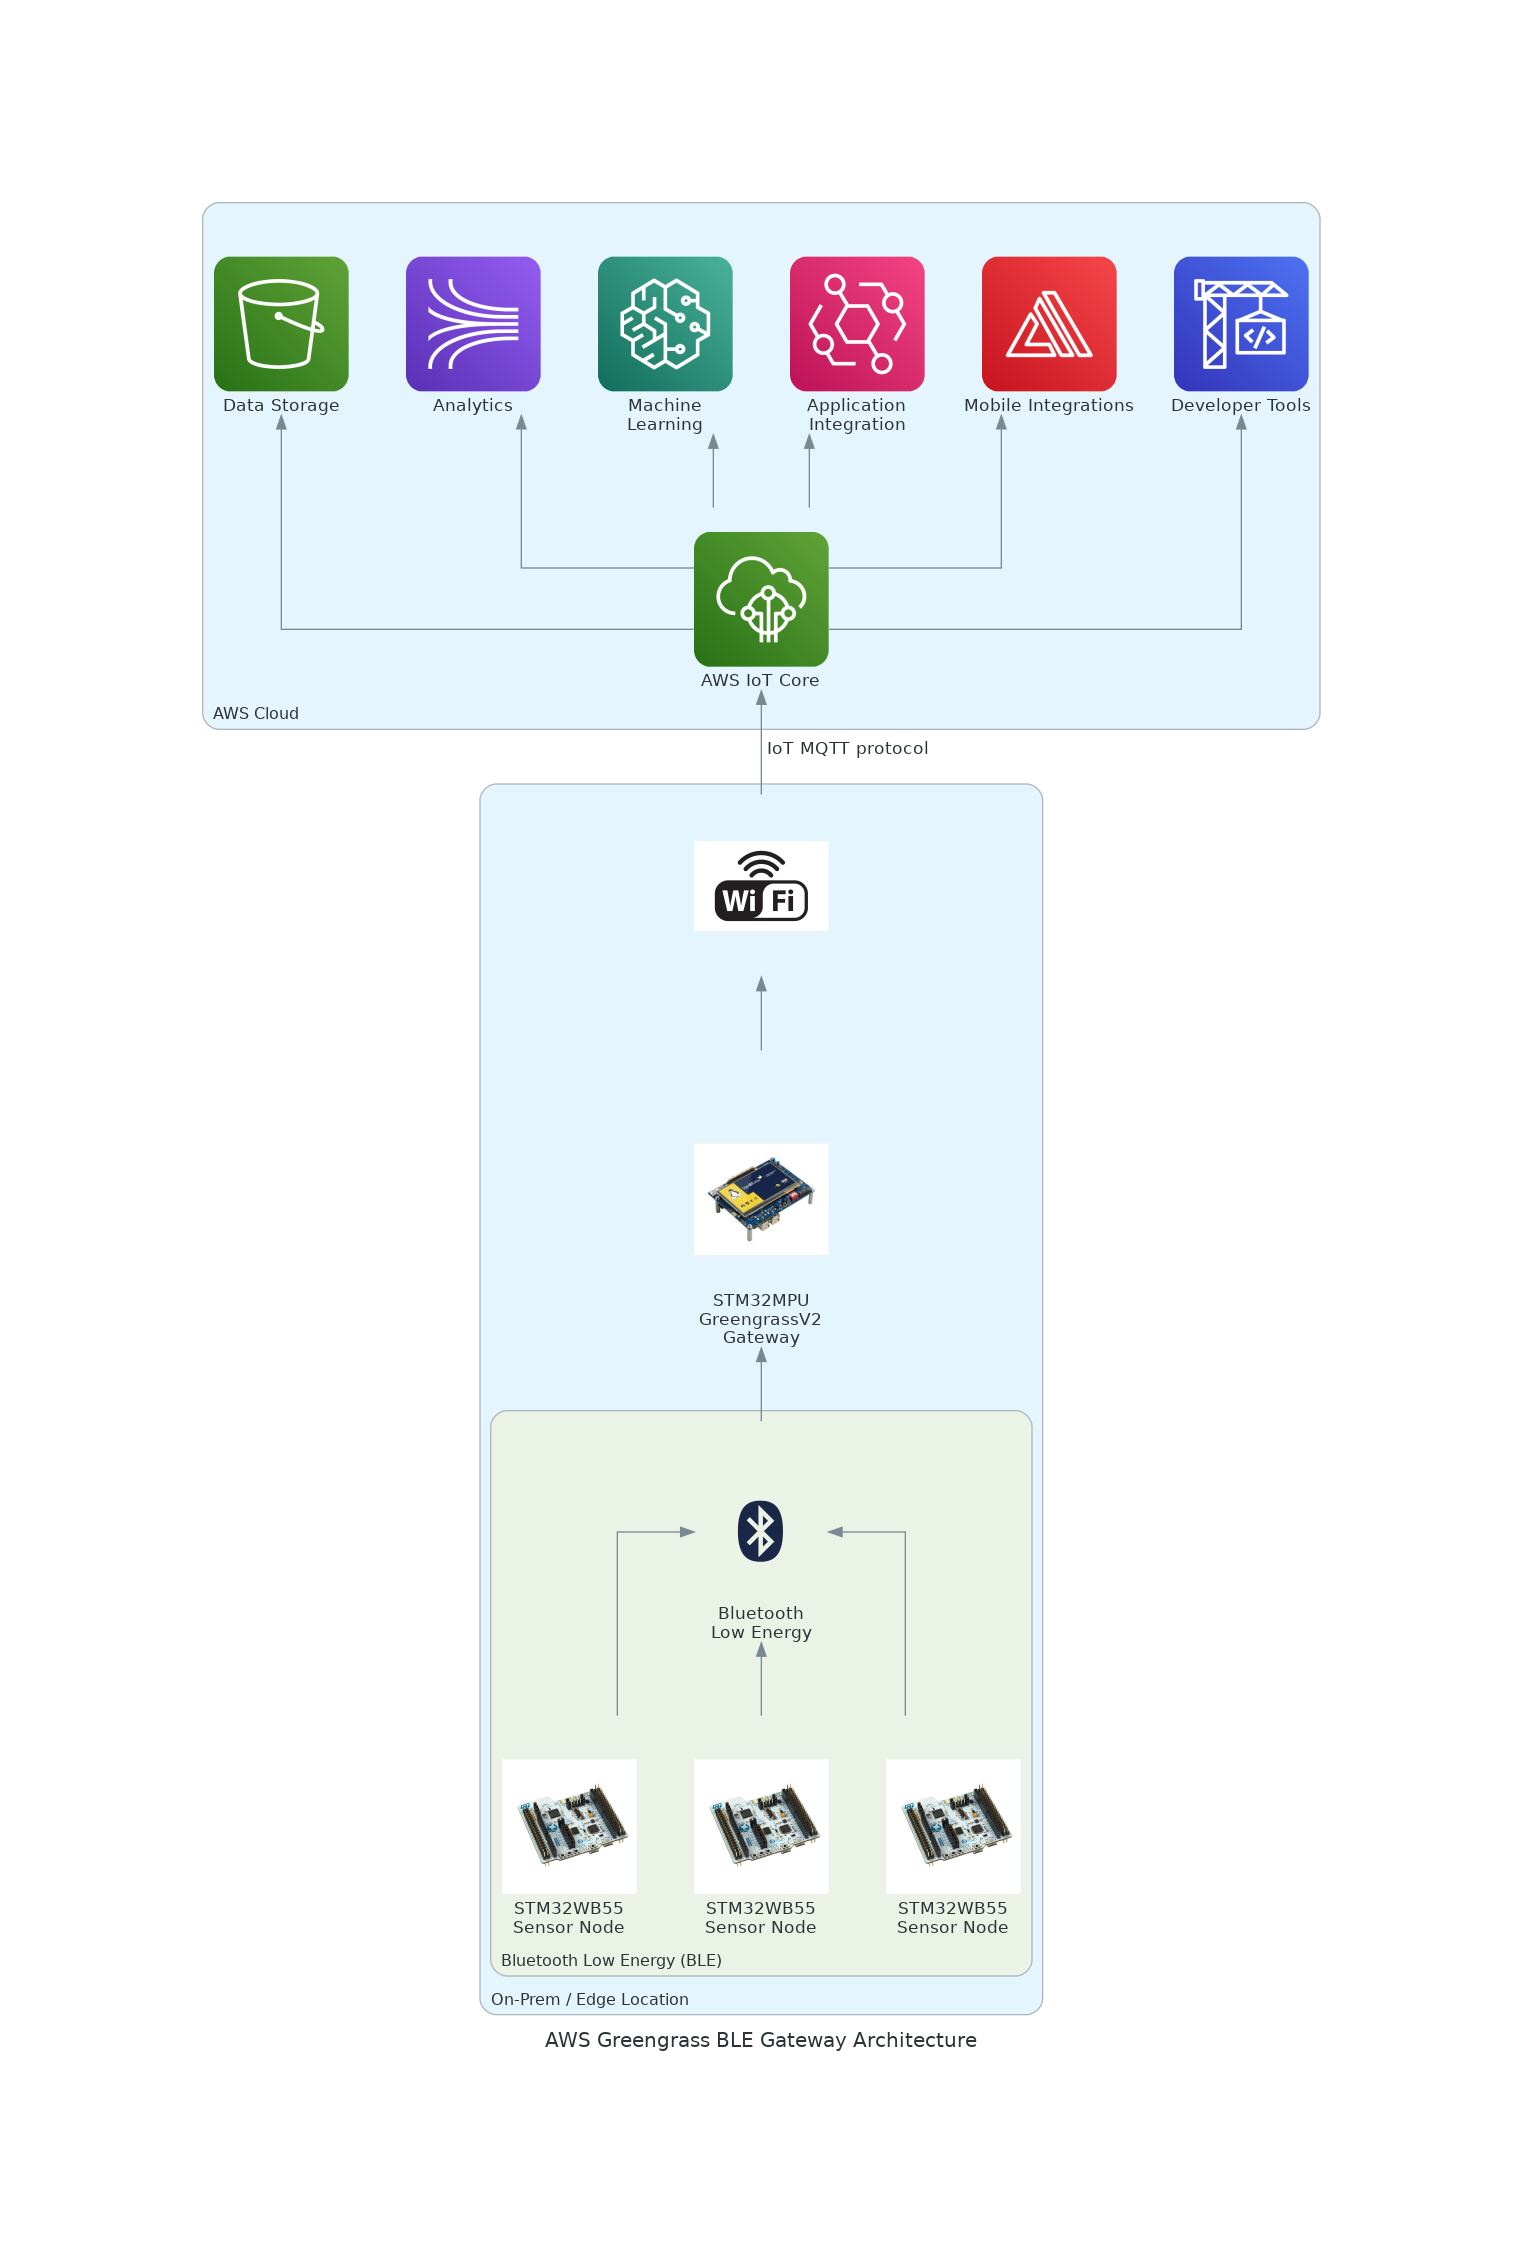 Data Storage
Analytics
Machine
Learning
Application
Integration
Mobile Integrations
Developer Tools
AWS IoT Core
AWS Cloud
IoT MQTT protocol
Wi Fi
STM32MPU
GreengrassV2
Gateway
Bluetooth
Low Energy
STM32WB55
Sensor Node
STM32WB55
Sensor Node
STM32WB55
Sensor Node
Bluetooth Low Energy (BLE)
On-Prem / Edge Location
AWS Greengrass BLE Gateway Architecture